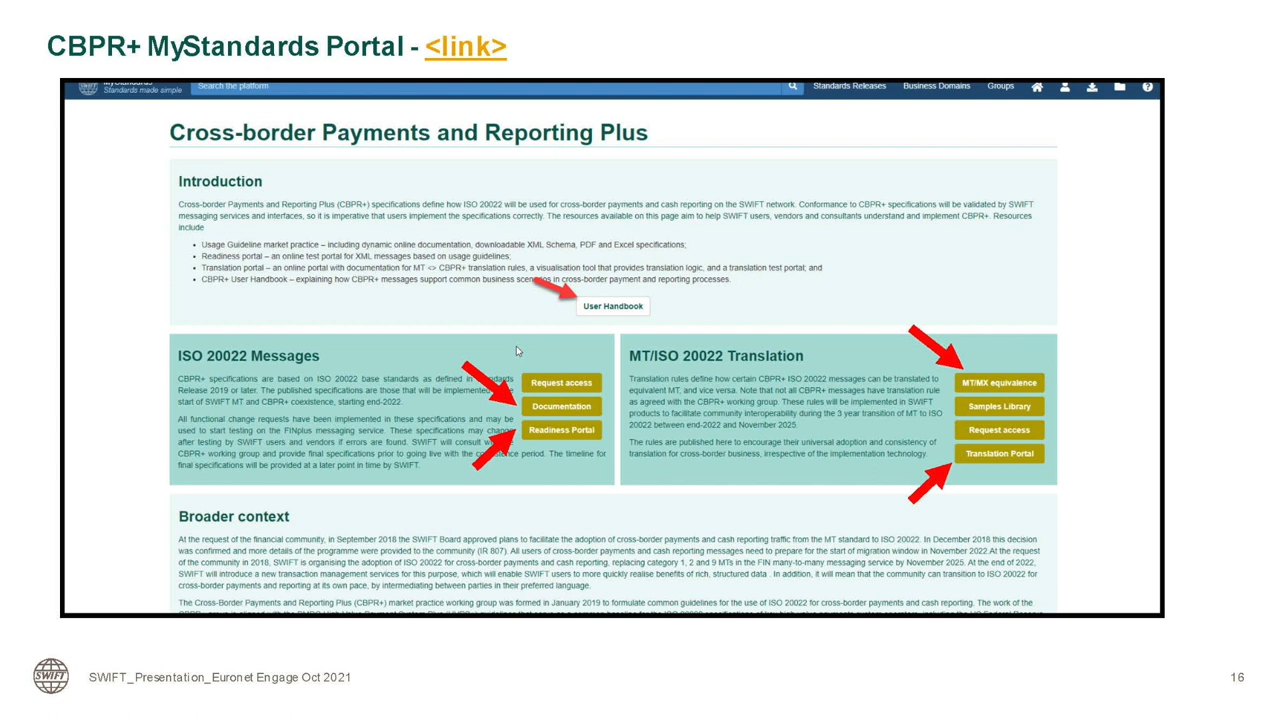 CBPR+ MyStandards Portal - <link>
Standards made simple
Search the platform
Standards Releases
Business Domains
Groups
Cross-border Payments and Reporting Plus
Introduction
Cross-border Payments and Reporting Plus (CBPR+) specifications define how ISO 20022 will be used for cross-border payments and cash reporting on the SWIFT network. Conformance to CBPR+ specifications will be validated by SWIFT
messaging services and interfaces, so it is imperative that users implement the specifications correctly. The resources available on this page aim to help SWIFT users, vendors and consultants understand and implement CBPR+. Resources
include
• Usage Guideline market practice – including dynamic online documentation, downloadable XML Schema, PDF and Excel specifications;
• Readiness portal – an online test portal for XML messages based on usage guidelines;
• Translation portal – an online portal with documentation for MT <> CBPR+ translation rules, a visualisation tool that provides translation logic, and a translation test portal; and
• CBPR+ User Handbook – explaining how CBPR+ messages support common business in cross-border payment and reporting processes.
User Handbook
ISO 20022 Messages
CBPR+ specifications are based on ISO 20022 base standards as defined in
Release 2019 or later. The published specifications are those that will be
start of SWIFT MT and CBPR+ coexistence, starting end-2022.
All functional change requests have been implemented in these specifications and may be
used to start testing on the FINplus messaging service. These specifications may
after testing by SWIFT users and vendors if errors are found. SWIFT will consult
CBPR+ working group and provide final specifications prior to going live with the period. The timeline for
final specifications will be provided at a later point in time by SWIFT.
Request access
Documentation
Readiness Portal
MT/ISO 20022 Translation
Translation rules define how certain CBPR+ ISO 20022 messages can be translated to
equivalent MT, and vice versa. Note that not all CBPR+ messages have translation rule
as agreed with the CBPR+ working group. These rules will be implemented in SWIFT
products to facilitate community interoperability during the 3 year transition of MT to ISO
20022 between end-2022 and November 2025.
The rules are published here to encourage their universal adoption and consistency of
translation for cross-border business, irrespective of the implementation technology.
MT/MX equivalence
Samples Library
Request access
Translation Portal
Broader context
At the request of the financial community, in September 2018 the SWIFT Board approved plans to facilitate the adoption of cross-border payments and cash reporting traffic from the MT standard to ISO 20022. In December 2018 this decision
was confirmed and more details of the programme were provided to the community (IR 807). All users of cross-border payments and cash reporting messages need to prepare for the start of migration window in November 2022.At the request
of the community in 2018, SWIFT is organising the adoption of ISO 20022 for cross-border payments and cash reporting, replacing category 1, 2 and 9 MTs in the FIN many-to-many messaging service by November 2025. At the end of 2022,
SWIFT will introduce a new transaction management services for this purpose, which will enable SWIFT users to more quickly realise benefits of rich, structured data . In addition, it will mean that the community can transition to ISO 20022 for
cross-border payments and reporting at its own pace, by intermediating between parties in their preferred language.
The Cross-Border Payments and Reporting Plus (CBPR+) market practice working group was formed in January 2019 to formulate common guidelines for the use of ISO 20022 for cross-border payments and cash reporting. The work of the
SWIFT
SWIFT_Presentation_Euronet Engage Oct 2021
16